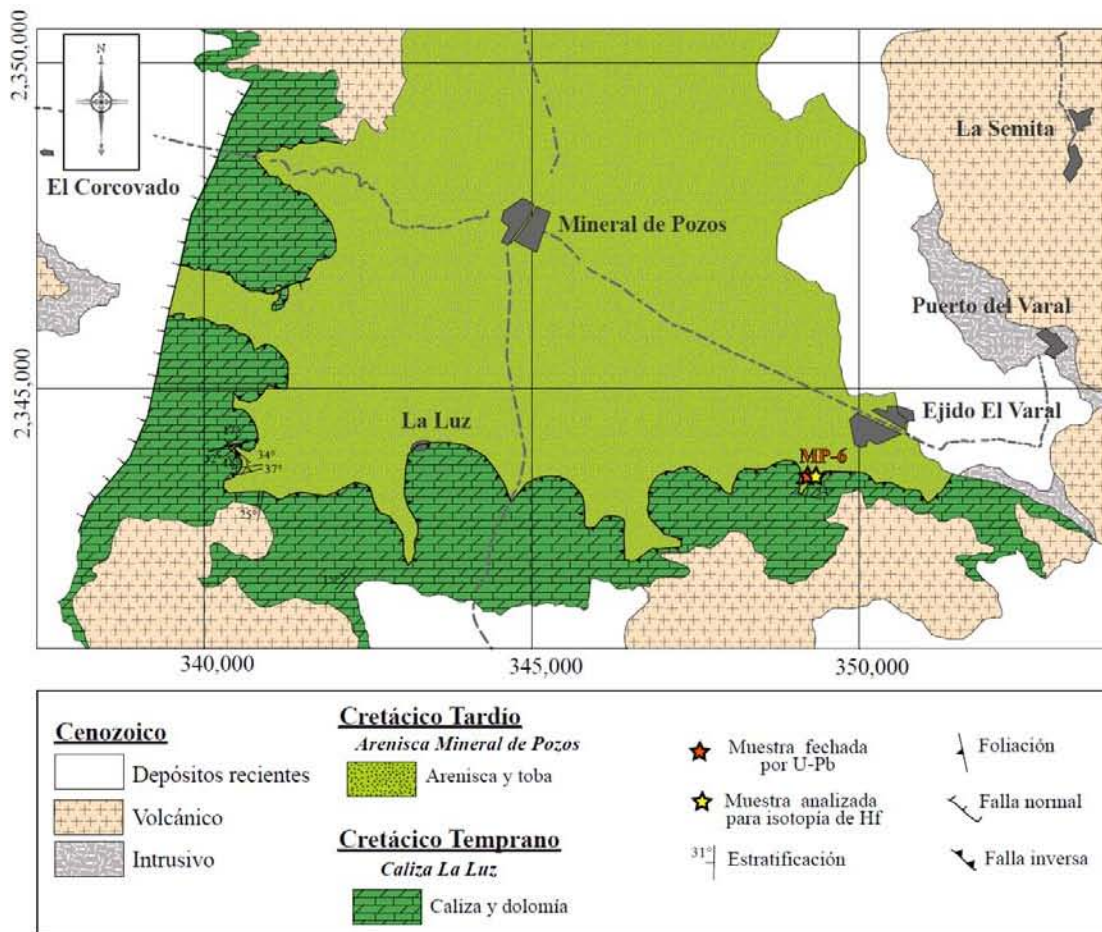 2,350,000
2,345,000
N
El Corcovado
La Semita
Mineral de Pozos
Puerto del Varal
La Luz
Ejido El Varal
MP-6
34°
37°
25°
340,000
345,000
350,000
Cenozoico
Depósitos recientes
Volcánico
Intrusivo
Cretácico Tardío
Arenisca Mineral de Pozos
Arenisca y toba
Cretácico Temprano
Caliza La Luz
Caliza y dolomía
Muestra fechada
por U-Pb
Muestra analizada
para isotopía de Hf
31°
Estratificación
Foliación
Falla normal
Falla inversa